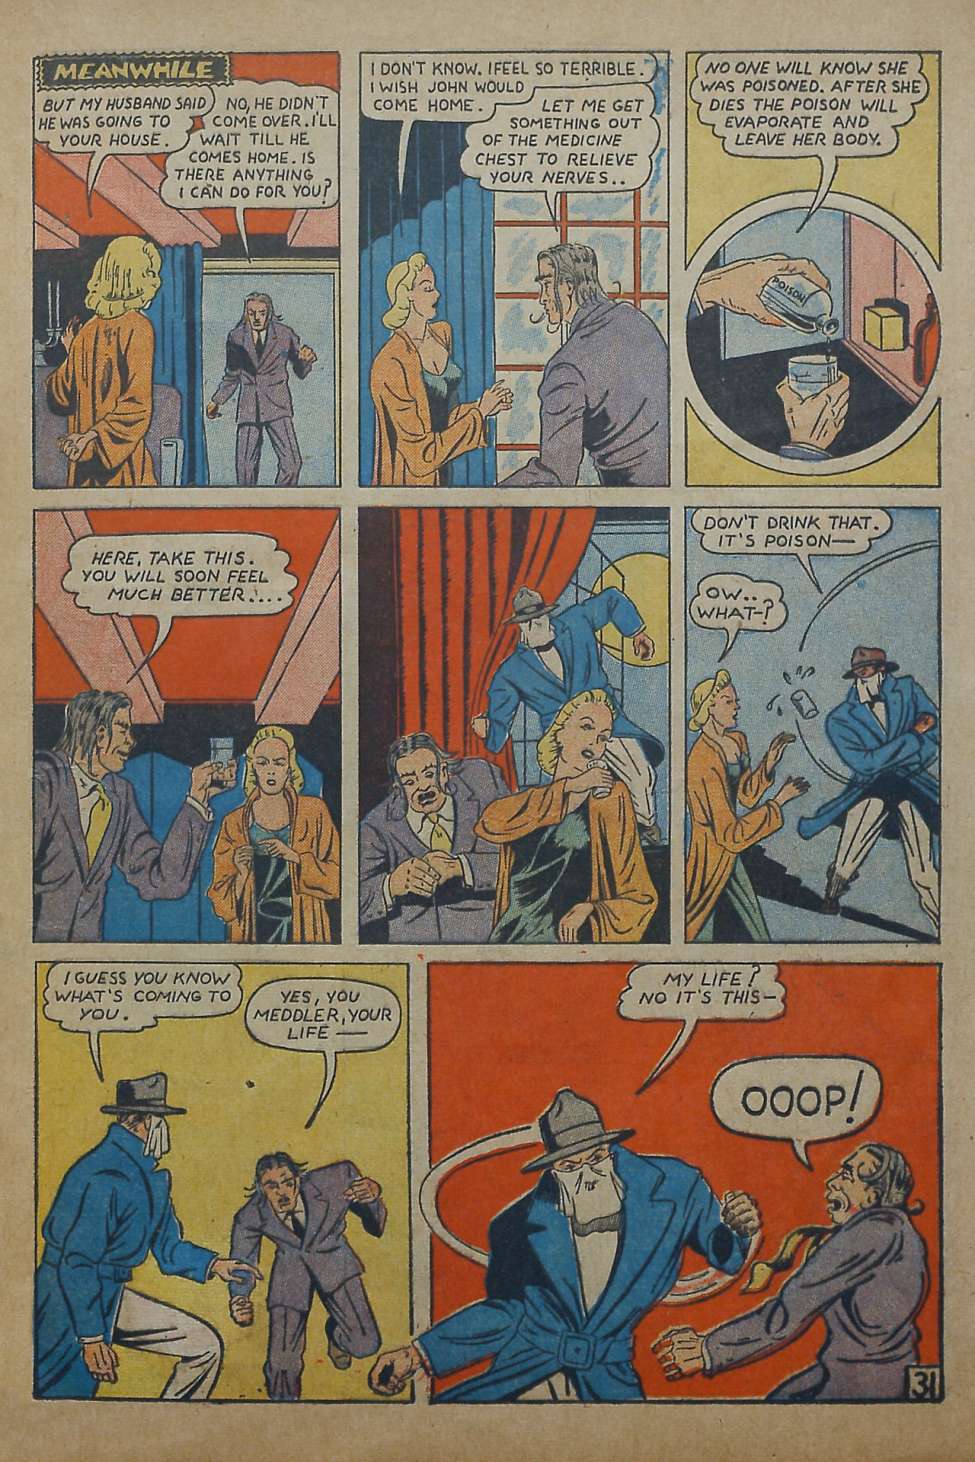 MEANWHILE
BUT MY HUSBAND SAID
HE WAS GOING TO
YOUR HOUSE.
NO, HE DIDN'T
COME OVER. I'LL
WAIT TILL HE
COMES HOME. IS
THERE ANYTHING
I CAN DO FOR YOU?
I DON'T KNOW. I FEEL SO TERRIBLE.
I WISH JOHN WOULD
COME HOME.
LET ME GET
SOMETHING OUT
OF THE MEDICINE
CHEST TO RELIEVE
YOUR NERVES..
NO ONE WILL KNOW SHE
WAS POISONED. AFTER SHE
DIES THE POISON WILL
EVAPORATE AND
LEAVE HER BODY.
POISON
HERE, TAKE THIS.
YOU WILL SOON FEEL
MUCH BETTER....
DON'T DRINK THAT.
IT'S POISON—
OW..
WHAT-?
I GUESS YOU KNOW
WHAT'S COMING TO
YOU.
YES, YOU
MEDDLER, YOUR
LIFE —
MY LIFE?
NO IT'S THIS—
OOOP!
31